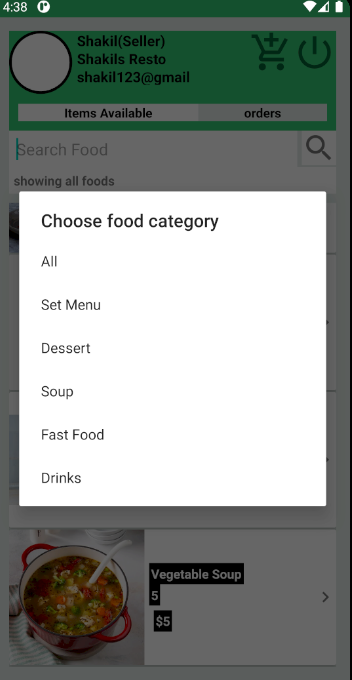 4:38
Shakil(Seller)
Shakils Resto
shakil123@gmail
Items Available
orders
Search Food
showing all foods
Choose food category
All
Set Menu
Dessert
Soup
Fast Food
Drinks
Vegetable Soup
5
$5